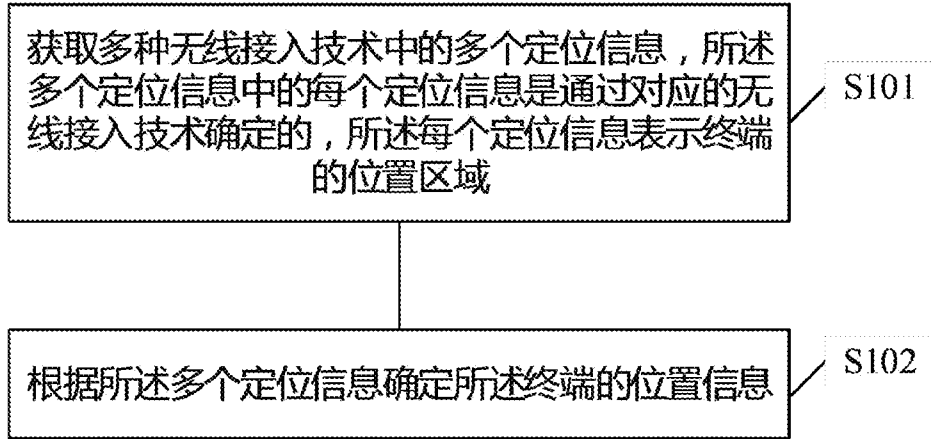 获取多种无线接入技术中的多个定位信息，所述
多个定位信息中的每个定位信息是通过对应的无
线接入技术确定的，所述每个定位信息表示终端
的位置区域
S101
根据所述多个定位信息确定所述终端的位置信息
S102